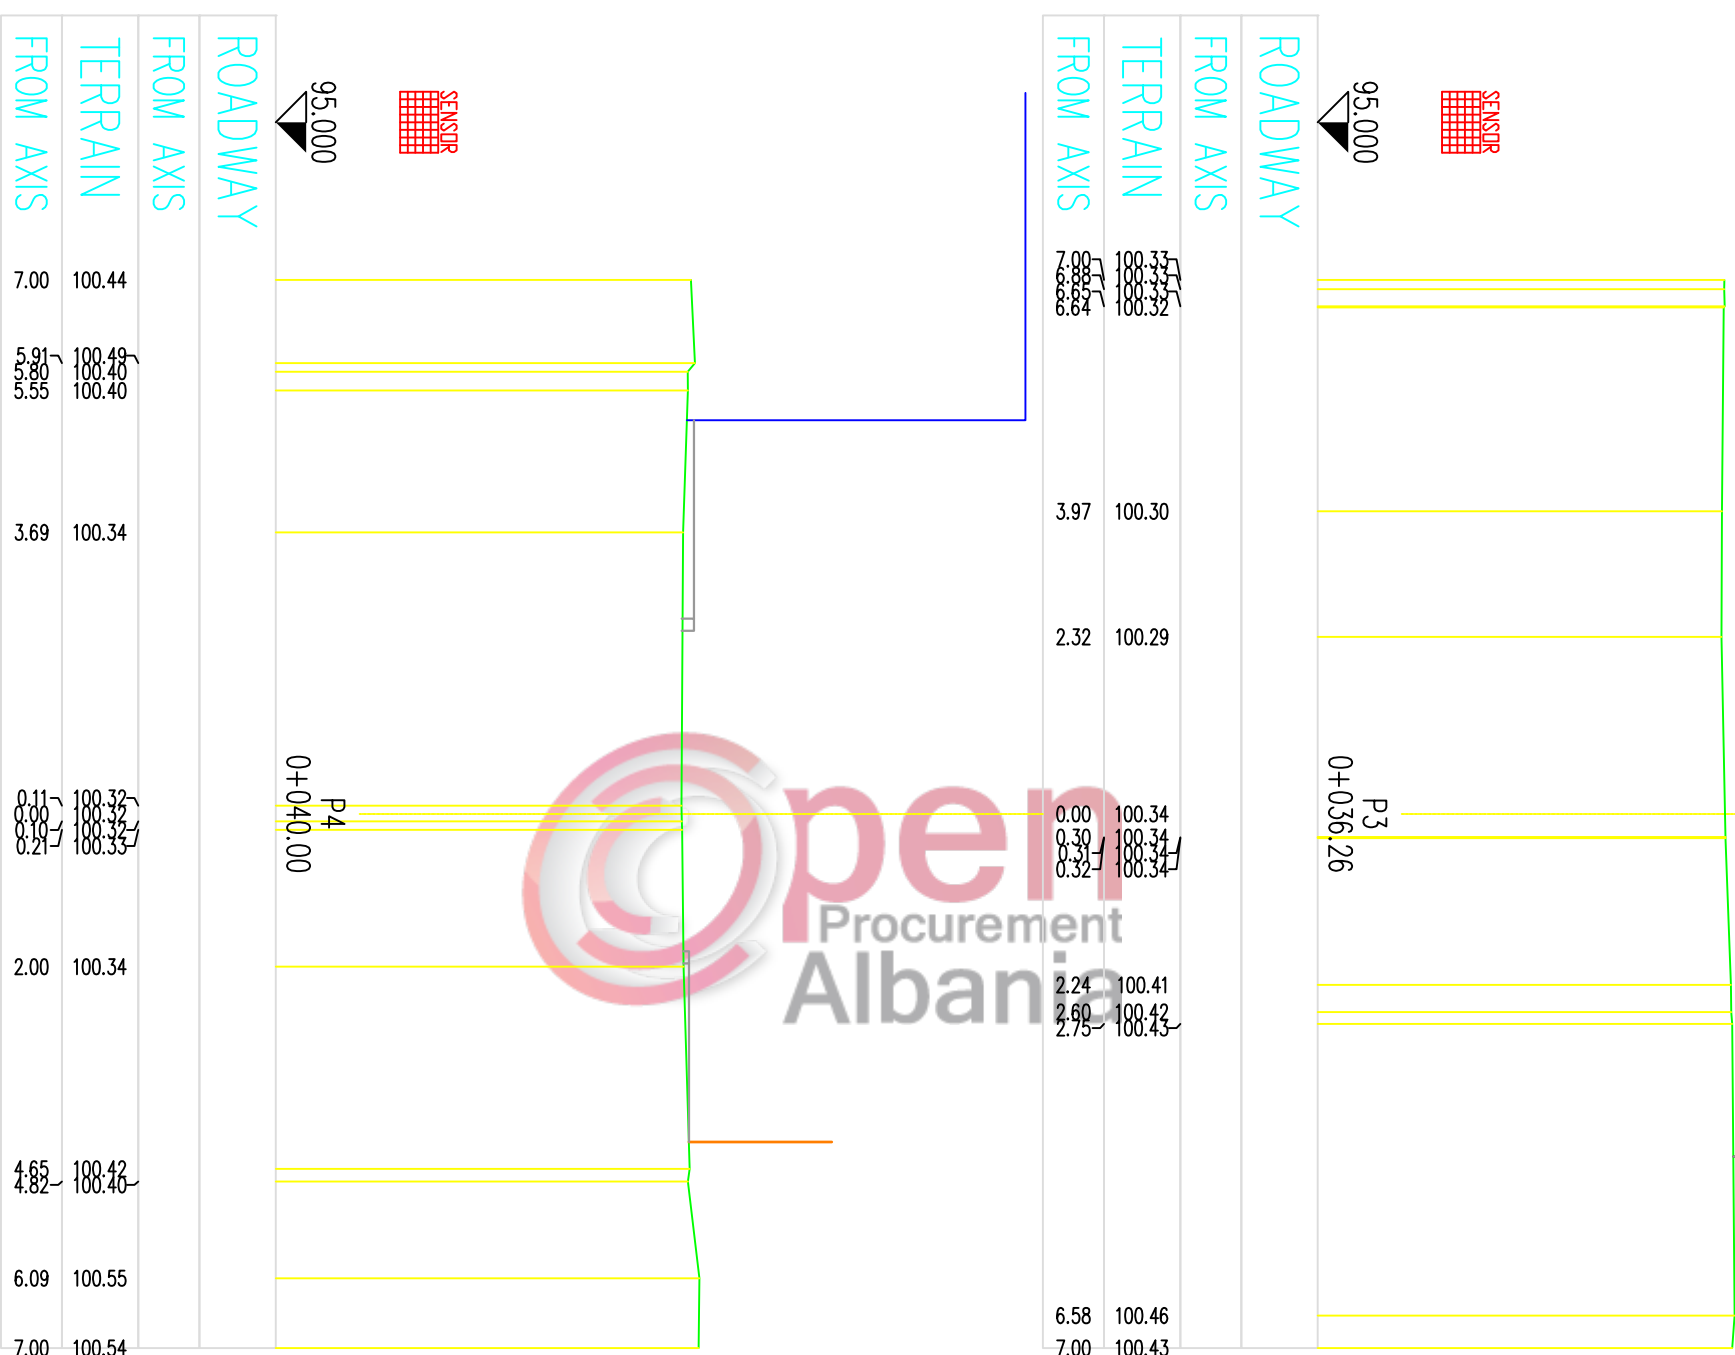 FROM AXIS
TERRAIN
FROM AXIS
ROADWAY
95.000
SENSOR
7.00 100.44
5.91 100.49
5.80 100.40
5.55 100.40
3.69 100.34
0.11 100.32
0.00 100.32
0.10 100.32
0.21 100.33
2.00 100.34
4.65 100.42
4.82 100.40
6.09 100.55
7.00 100.54
P4
0+040.00
FROM AXIS
TERRAIN
FROM AXIS
ROADWAY
95.000
SENSOR
7.00 100.33
6.88 100.33
6.65 100.33
6.64 100.32
3.97 100.30
2.32 100.29
0.00 100.34
0.30 100.34
0.31 100.34
0.32 100.34
2.24 100.41
2.60 100.42
2.75 100.43
6.58 100.46
7.00 100.43
P3
0+036.26
Open
Procurement
Albania